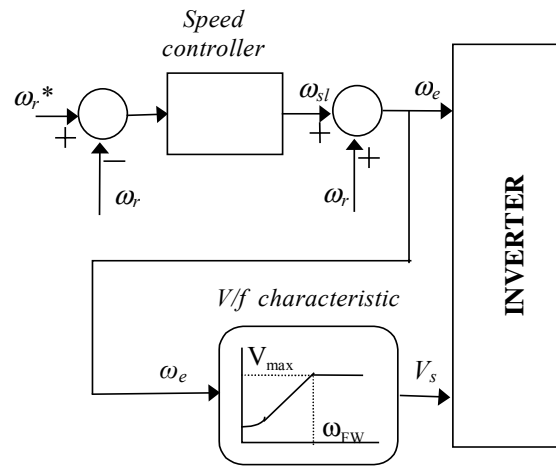 Speed
controller
ωr*
ωsl
ωe
+
+
−
+
ωr
ωr
INVERTER
V/f characteristic
Vmax
ωe
Vs
ωFW